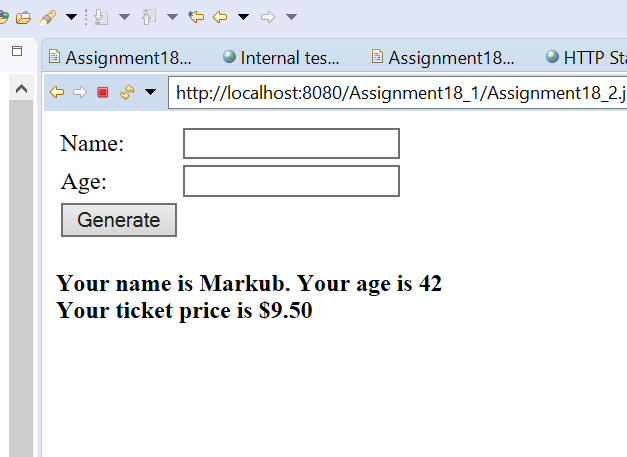 Assignment18... Internal tes... Assignment18... HTTP Sta
http://localhost:8080/Assignment18_1/Assignment18_2.j
Name:
Age:
Generate
Your name is Markub. Your age is 42
Your ticket price is $9.50